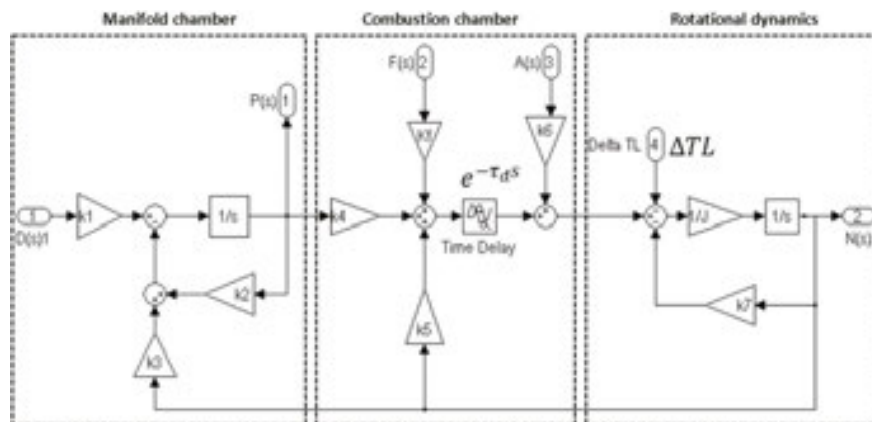 Manifold chamber
Combustion chamber
Rotational dynamics
P(s) 1
F(s) 2
A(s) 3
k6
Delta TL 4 ΔTL
e^{-τ_d s}
1
k1
1/s
k4
Time Delay
1/J
1/s
2
N(s)
k2
k3
k5
k7